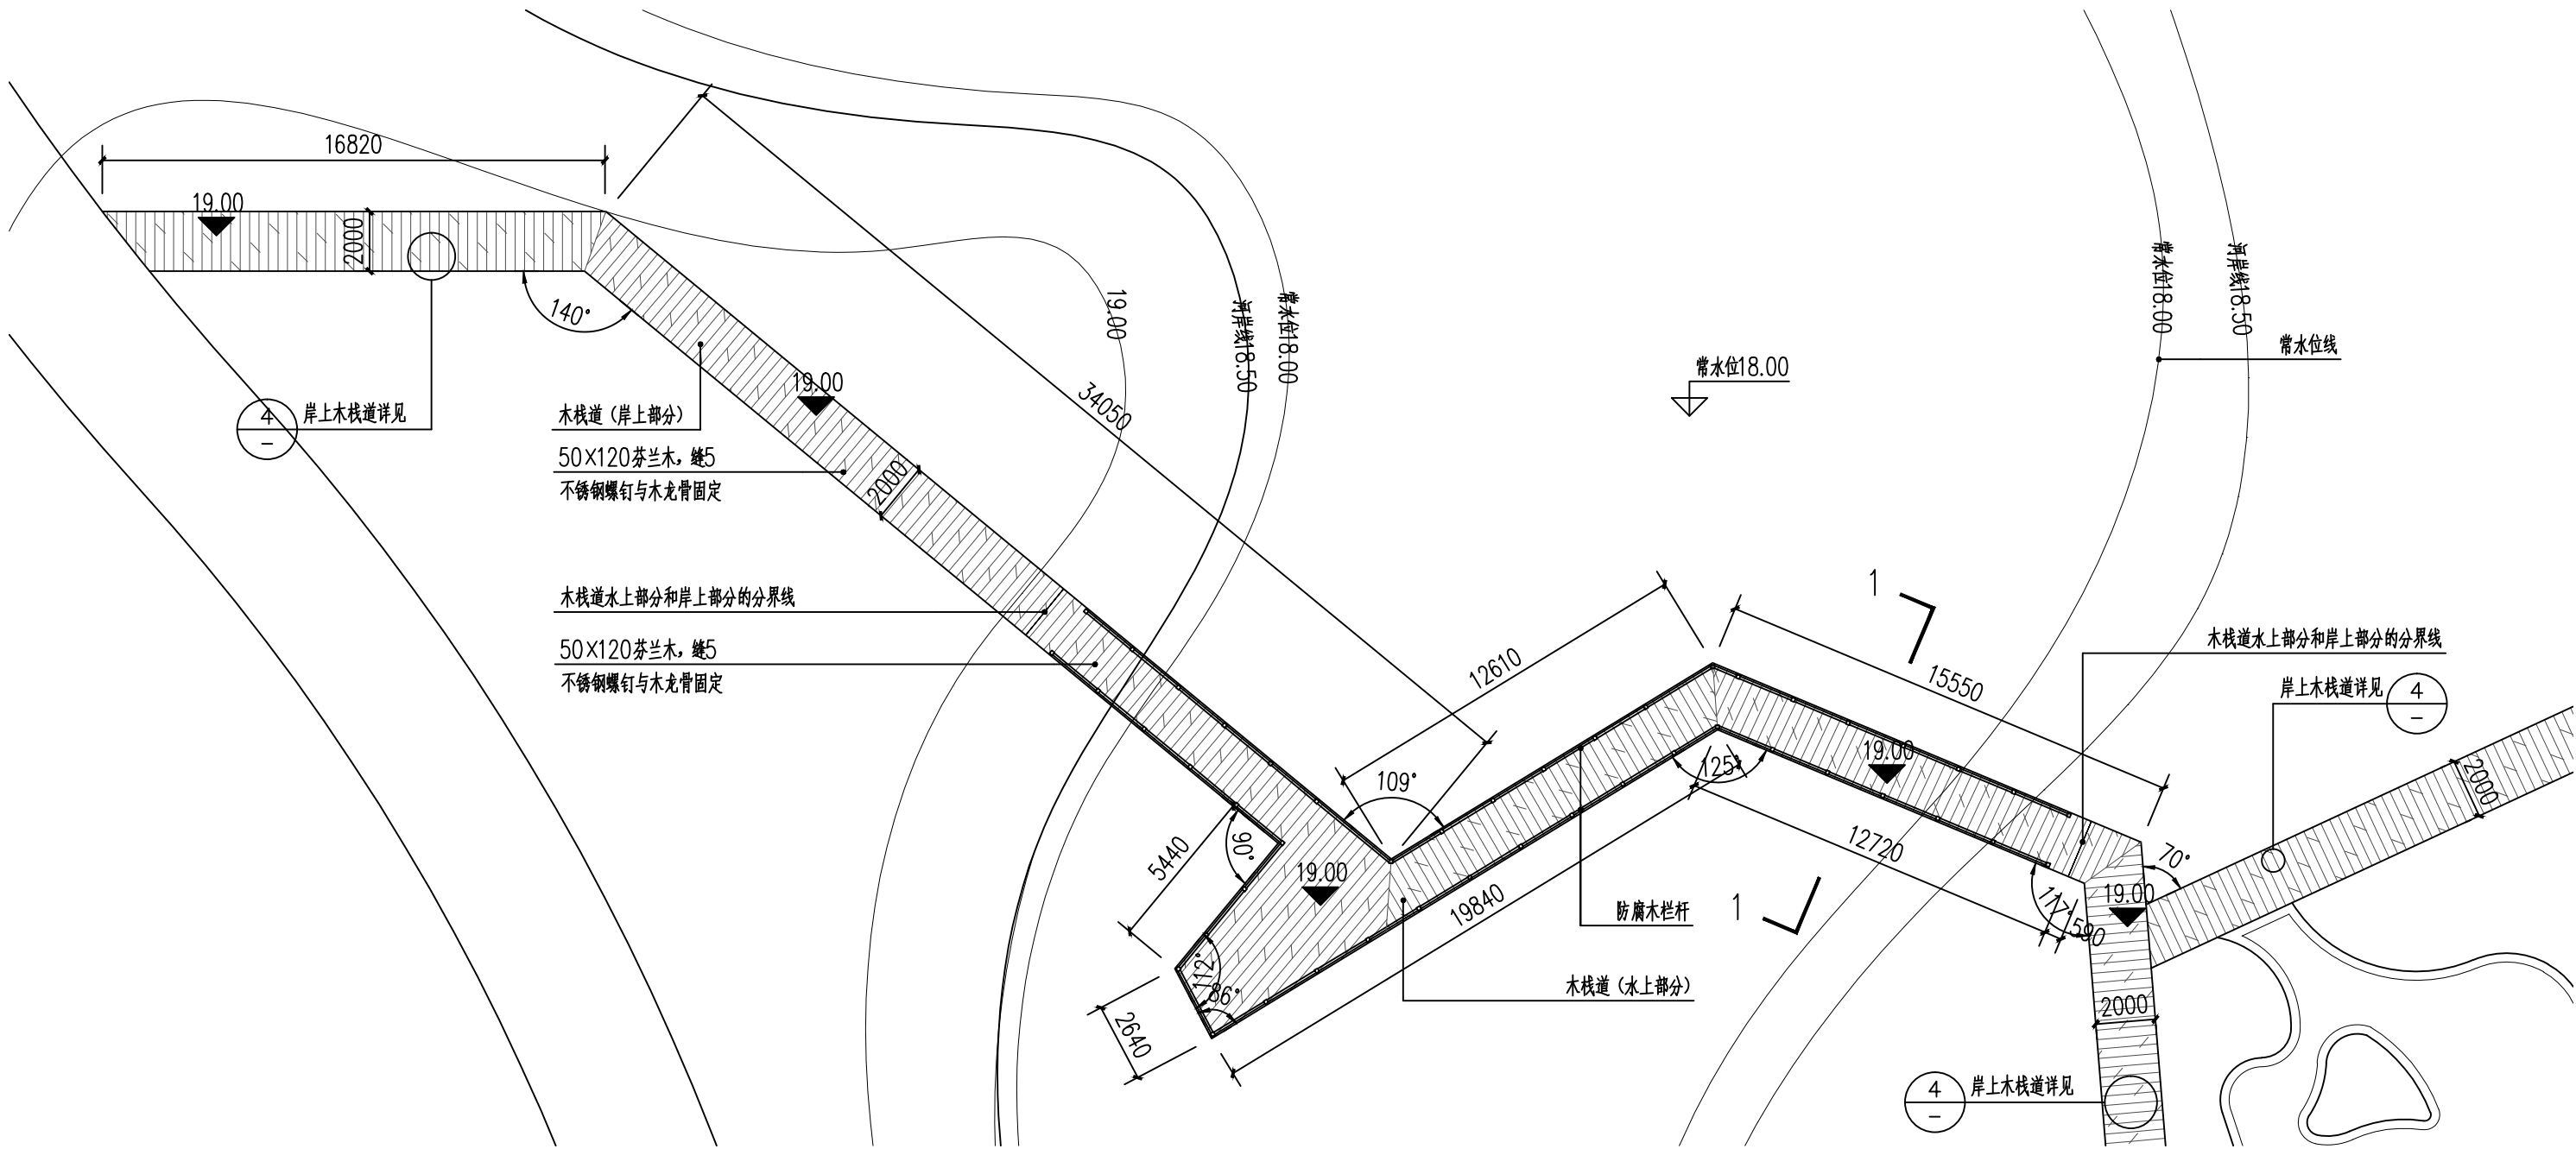 16820
19.00
2000
140°
4
–
岸上木栈道详见
木栈道（岸上部分）
50X120芬兰木，缝5
不锈钢螺钉与木龙骨固定
19.00
2000
34050
19.00
河岸线18.50
常水位18.00
木栈道水上部分和岸上部分的分界线
50X120芬兰木，缝5
不锈钢螺钉与木龙骨固定
常水位18.00
常水位18.00
河岸线18.50
常水位线
12610
109°
1
15550
125°
19.00
木栈道水上部分和岸上部分的分界线
岸上木栈道详见
4
–
2000
5440
90°
19.00
12720
19840
防腐木栏杆
1
117°
590
70°
19.00
112°
86°
2640
木栈道（水上部分）
2000
4
–
岸上木栈道详见